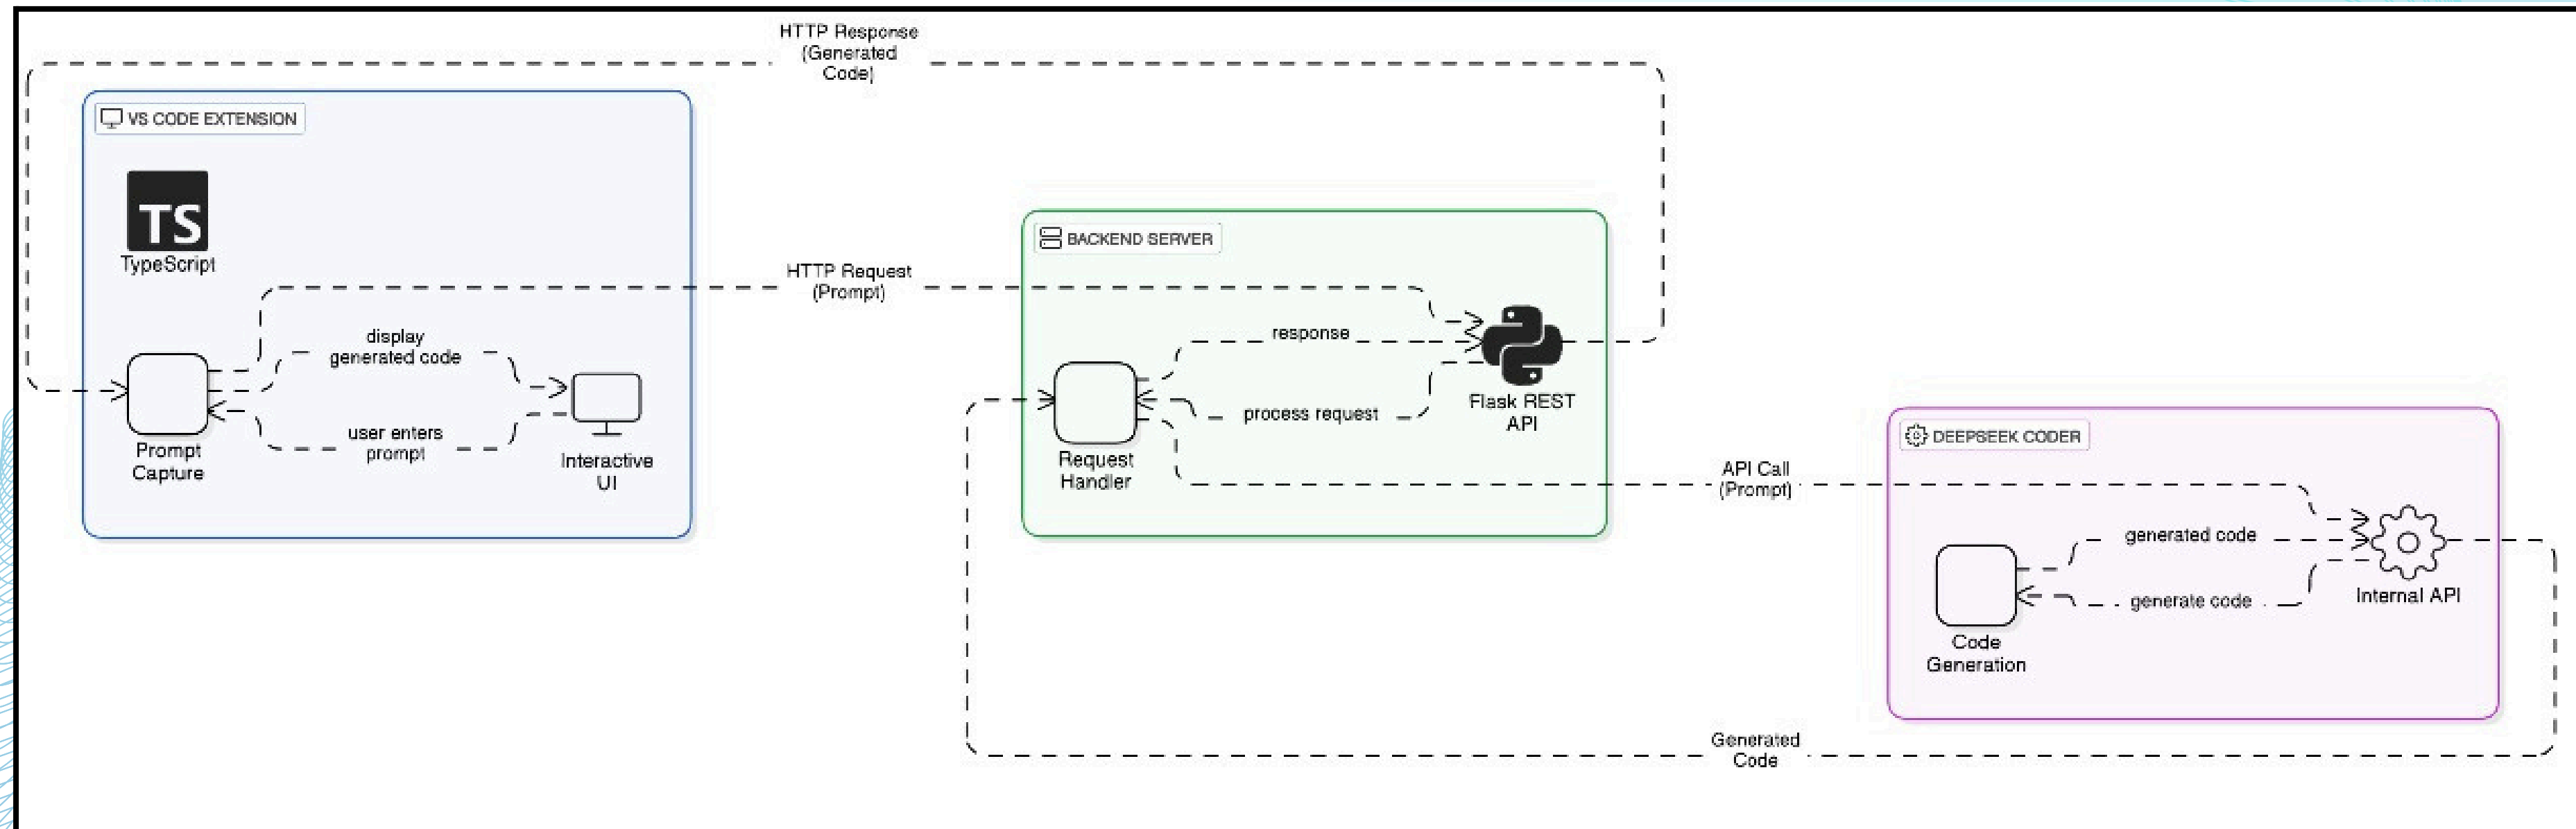 HTTP Response
(Generated
Code)
VS CODE EXTENSION
TS
TypeScript
HTTP Request
(Prompt)
display
generated code
user enters
prompt
Prompt
Capture
Interactive
UI
BACKEND SERVER
response
process request
Flask REST
API
Request
Handler
API Call
(Prompt)
DEEPSEEK CODER
generated code
generate code
Internal API
Code
Generation
Generated
Code